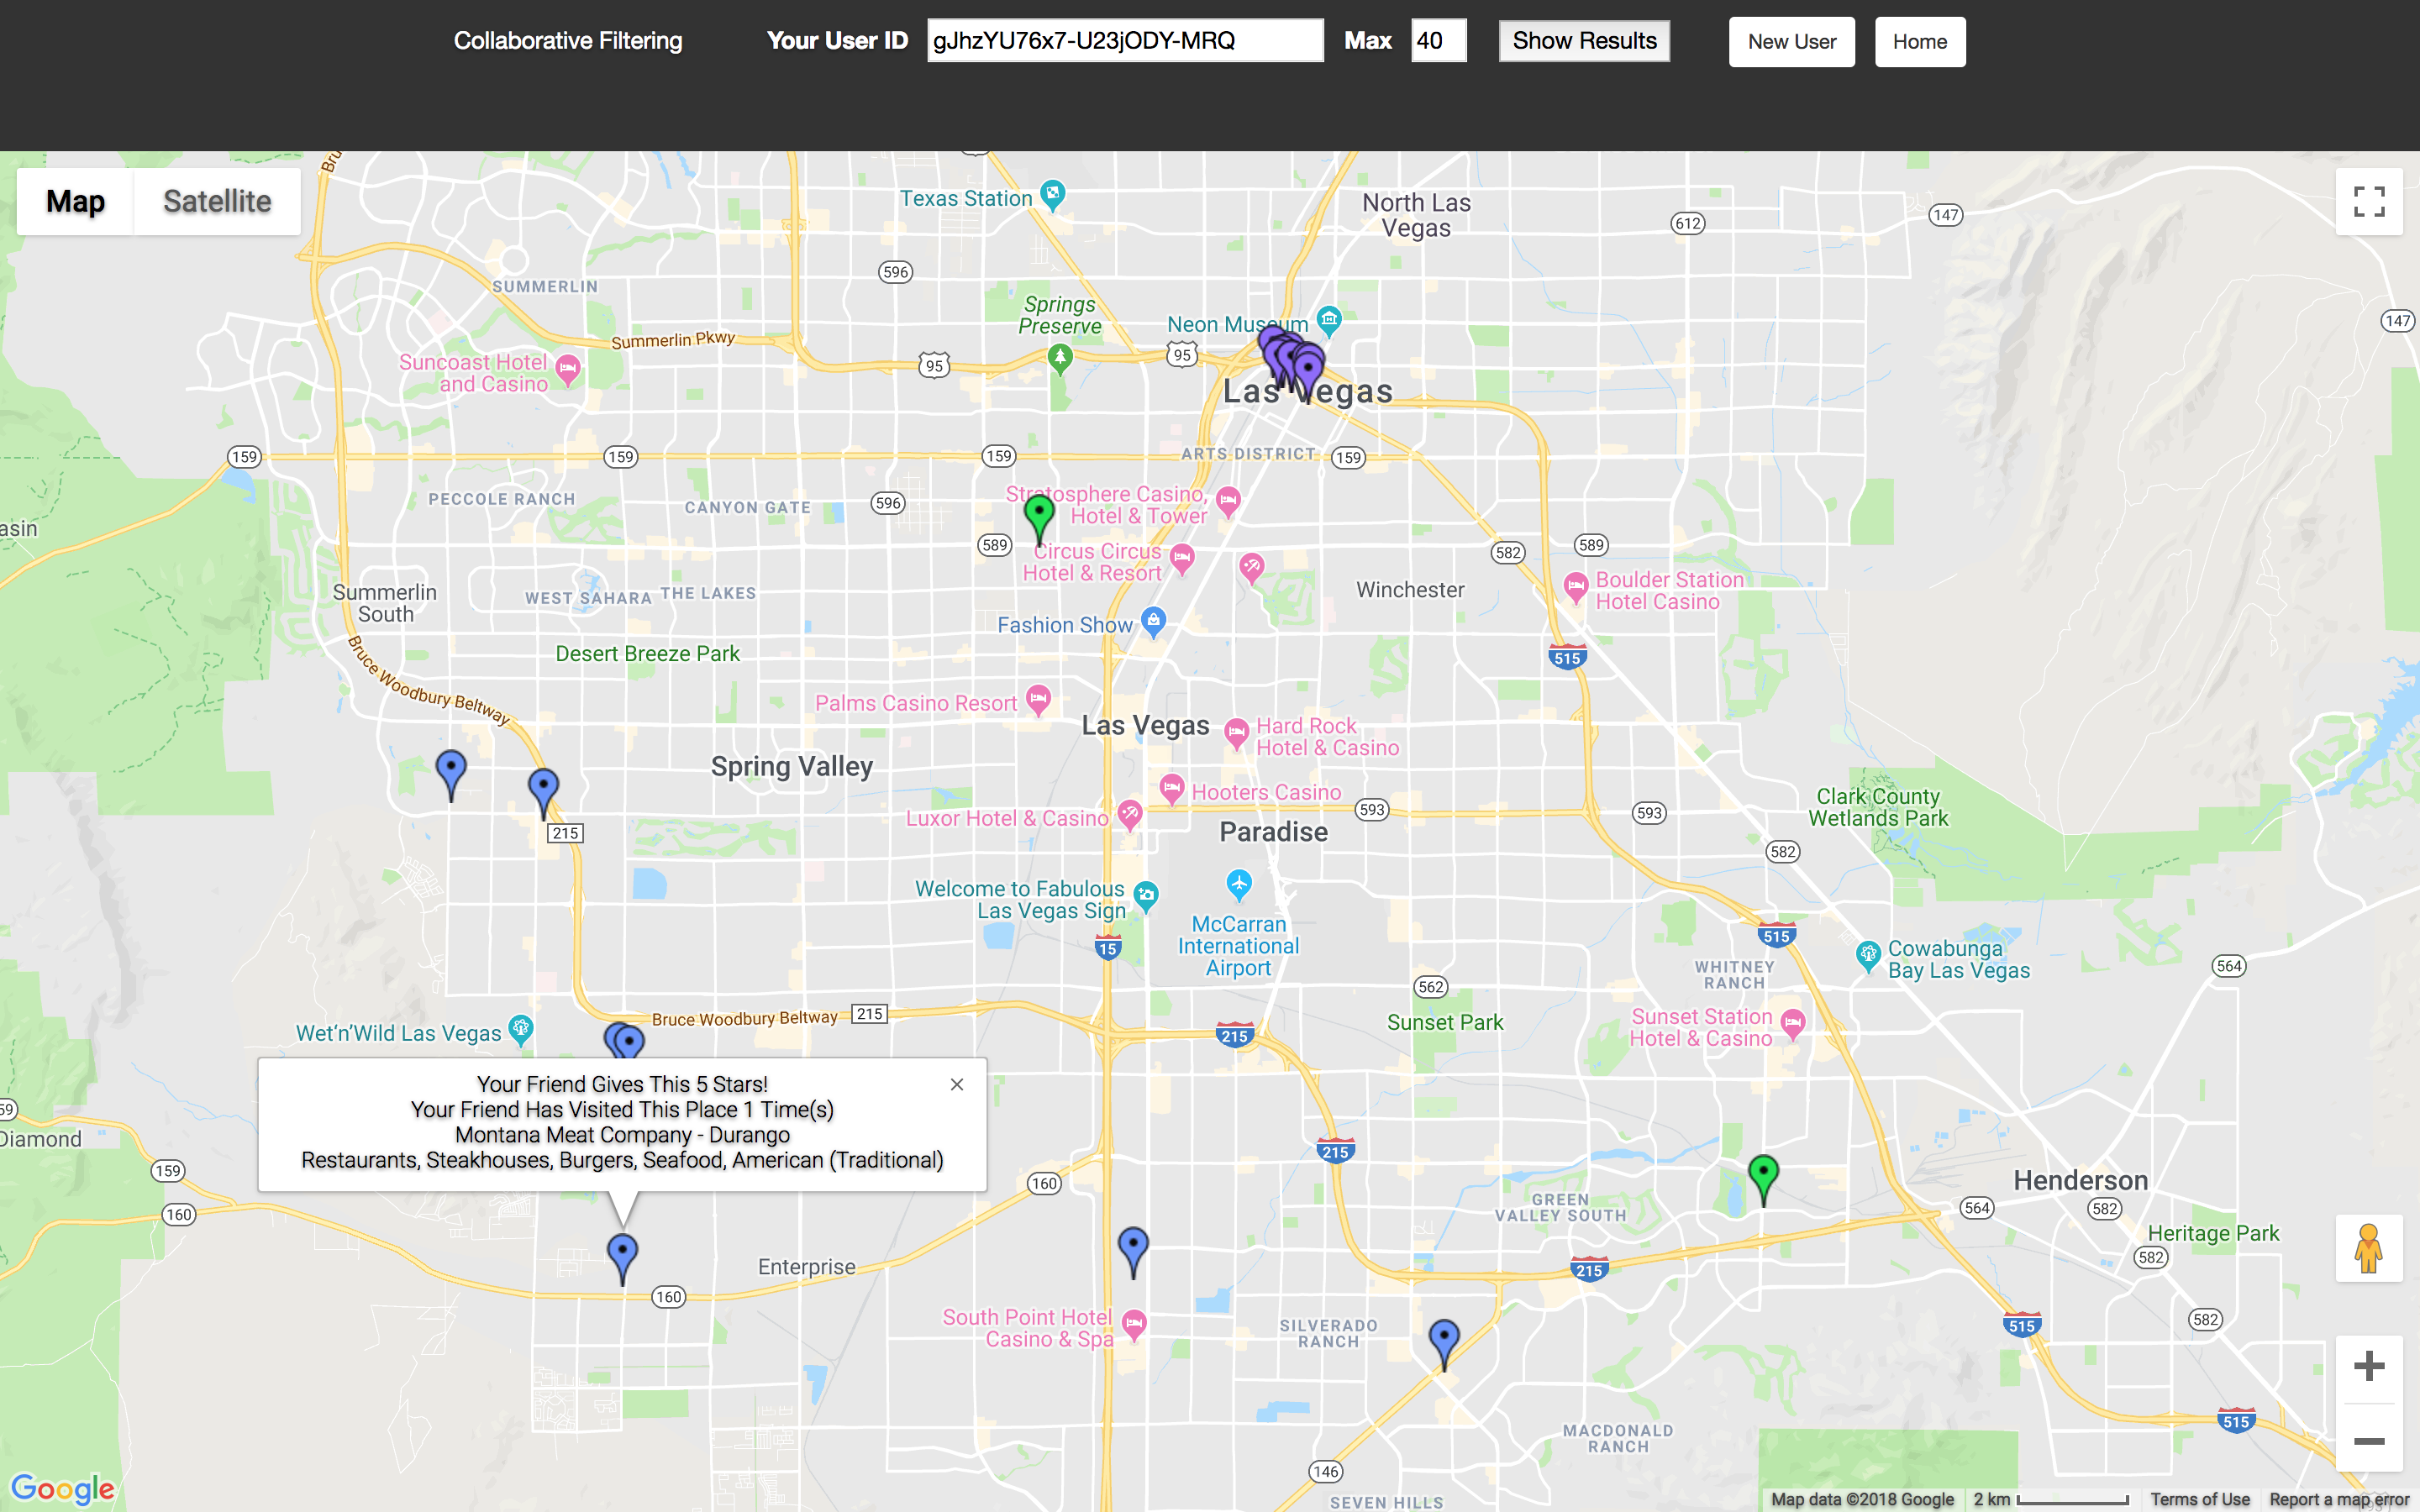 Collaborative Filtering
Your User ID
gJhzYU76x7-U23jODY-MRQ
Max
40
Show Results
New User
Home
Map
Satellite
Texas Station
North Las
Vegas
612
147
596
SUMMERLIN
Springs
Preserve
Neon Museum
147
Summerlin Pkwy
Suncoast Hotel
and Casino
95
95
Las Vegas
159
159
159
ARTS DISTRICT
159
PECCOLE RANCH
CANYON GATE
596
Stratosphere Casino,
Hotel & Tower
asin
589
Circus Circus
Hotel & Resort
582
589
Summerlin
South
WEST SAHARA
THE LAKES
Winchester
Boulder Station
Hotel Casino
Fashion Show
Desert Breeze Park
515
Bruce Woodbury Beltway
Palms Casino Resort
Las Vegas
Hard Rock
Hotel & Casino
Spring Valley
Hooters Casino
Clark County
Wetlands Park
Luxor Hotel & Casino
593
593
215
Paradise
582
Welcome to Fabulous
Las Vegas Sign
McCarran
International
Airport
15
515
Cowabunga
Bay Las Vegas
WHITNEY
RANCH
564
562
Wet'n'Wild Las Vegas
Bruce Woodbury Beltway
215
215
Sunset Park
Sunset Station
Hotel & Casino
Your Friend Gives This 5 Stars!
Your Friend Has Visited This Place 1 Time(s)
Montana Meat Company - Durango
Restaurants, Steakhouses, Burgers, Seafood, American (Traditional)
59
Diamond
159
160
160
215
GREEN
VALLEY SOUTH
Henderson
564
582
Heritage Park
582
Enterprise
215
160
South Point Hotel
Casino & Spa
SILVERADO
RANCH
515
582
515
MACDONALD
RANCH
146
SEVEN HILLS
Google
Map data ©2018 Google
2 km
Terms of Use
Report a map error